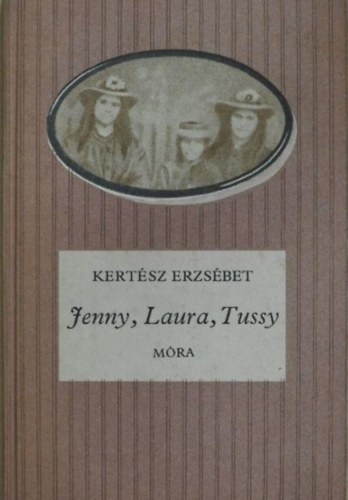 KERTÉSZ ERZSÉBET
Jenny, Laura, Tussy
MÓRA